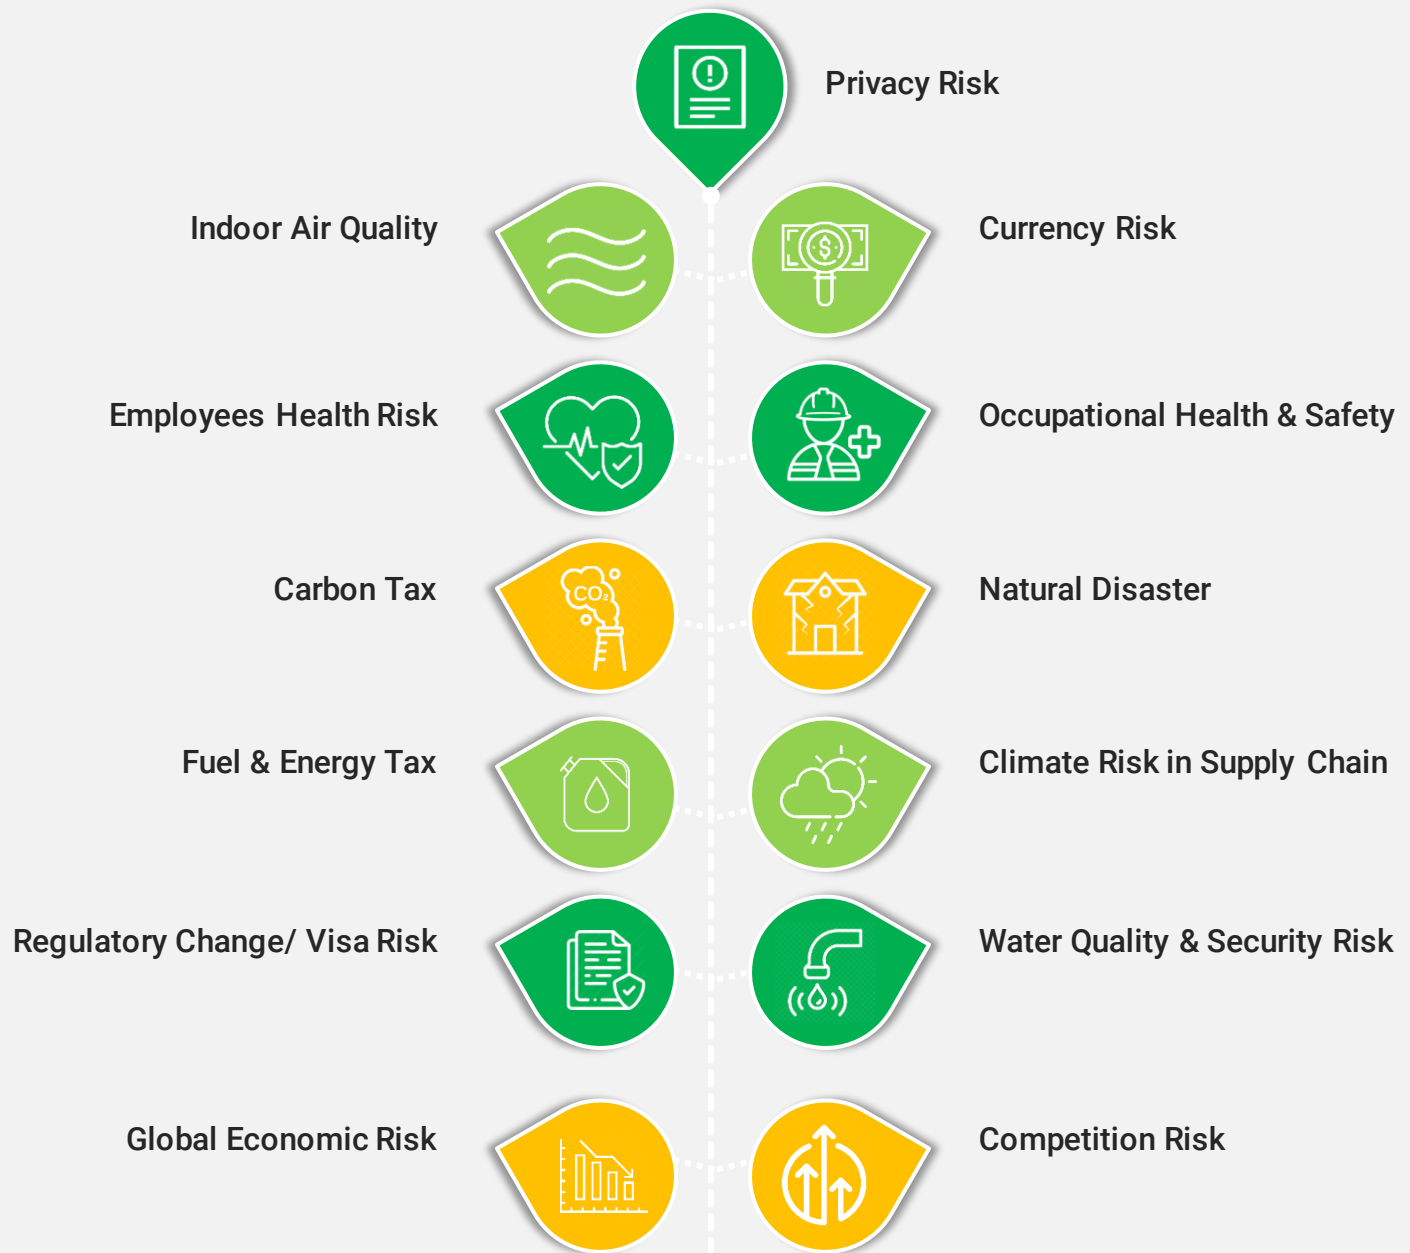 Privacy Risk
Indoor Air Quality
Currency Risk
Employees Health Risk
Occupational Health & Safety
Carbon Tax
CO₂
Natural Disaster
Fuel & Energy Tax
Climate Risk in Supply Chain
Regulatory Change/ Visa Risk
Water Quality & Security Risk
Global Economic Risk
Competition Risk